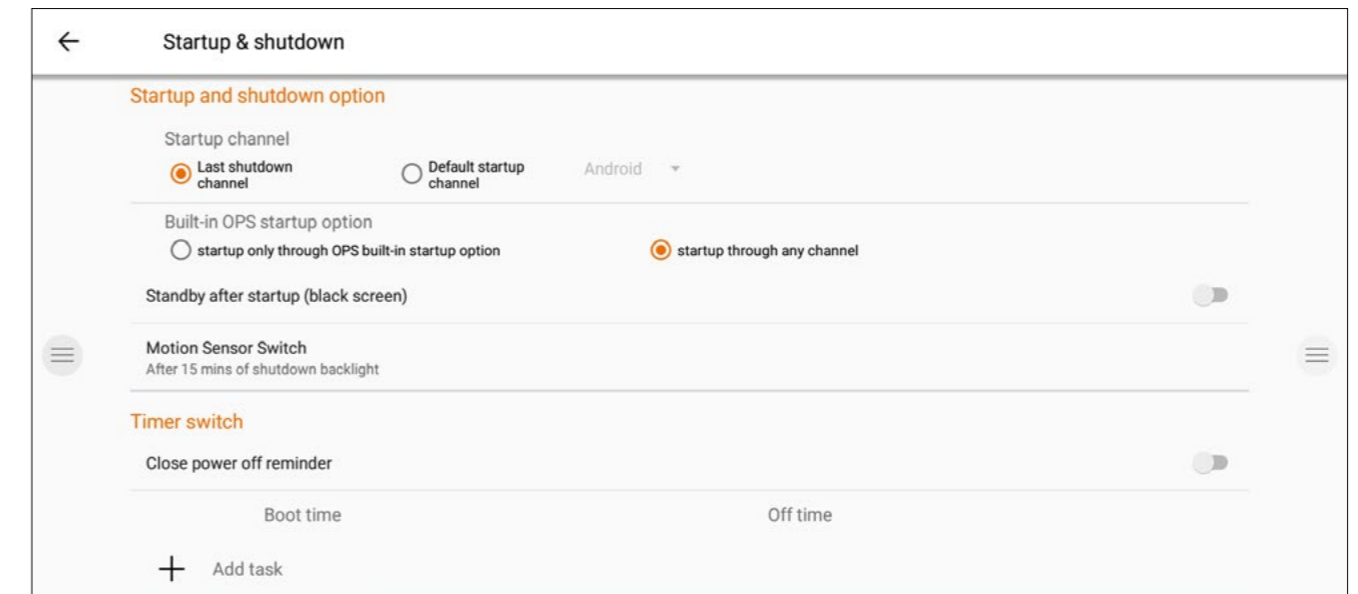 Startup & shutdown
Startup and shutdown option
Startup channel
Last shutdown channel
Default startup channel
Android
Built-in OPS startup option
startup only through OPS built-in startup option
startup through any channel
Standby after startup (black screen)
Motion Sensor Switch
After 15 mins of shutdown backlight
Timer switch
Close power off reminder
Boot time
Off time
Add task